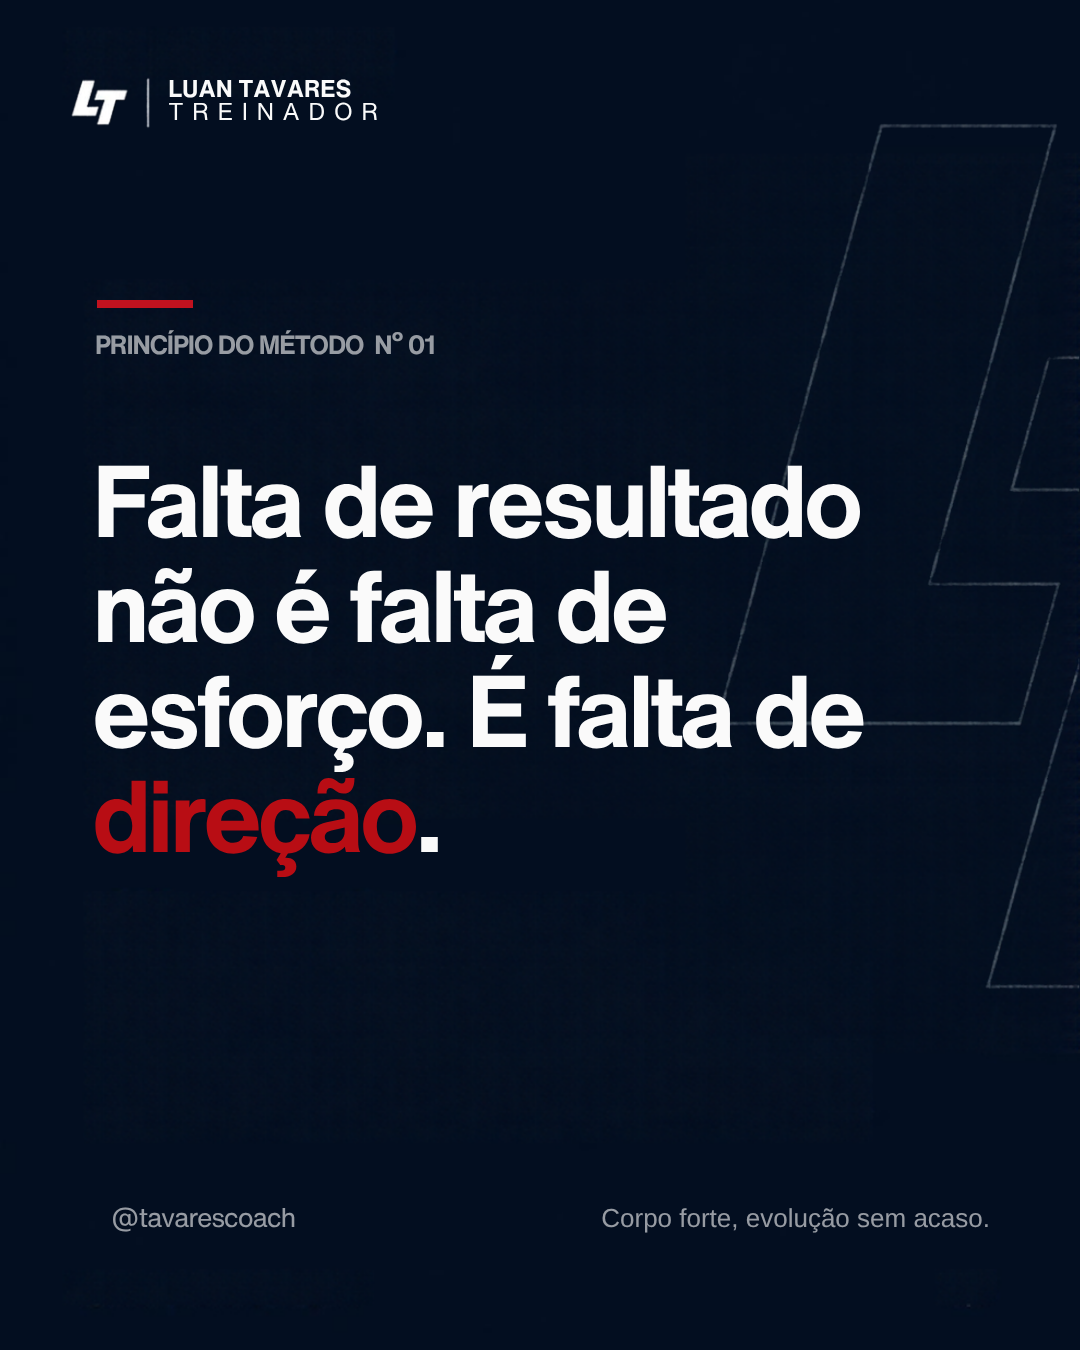 LT
LUAN TAVARES
TREINADOR
PRINCÍPIO DO MÉTODO Nº 01
Falta de resultado
não é falta de
esforço. É falta de
direção.
@tavarescoach
Corpo forte, evolução sem acaso.